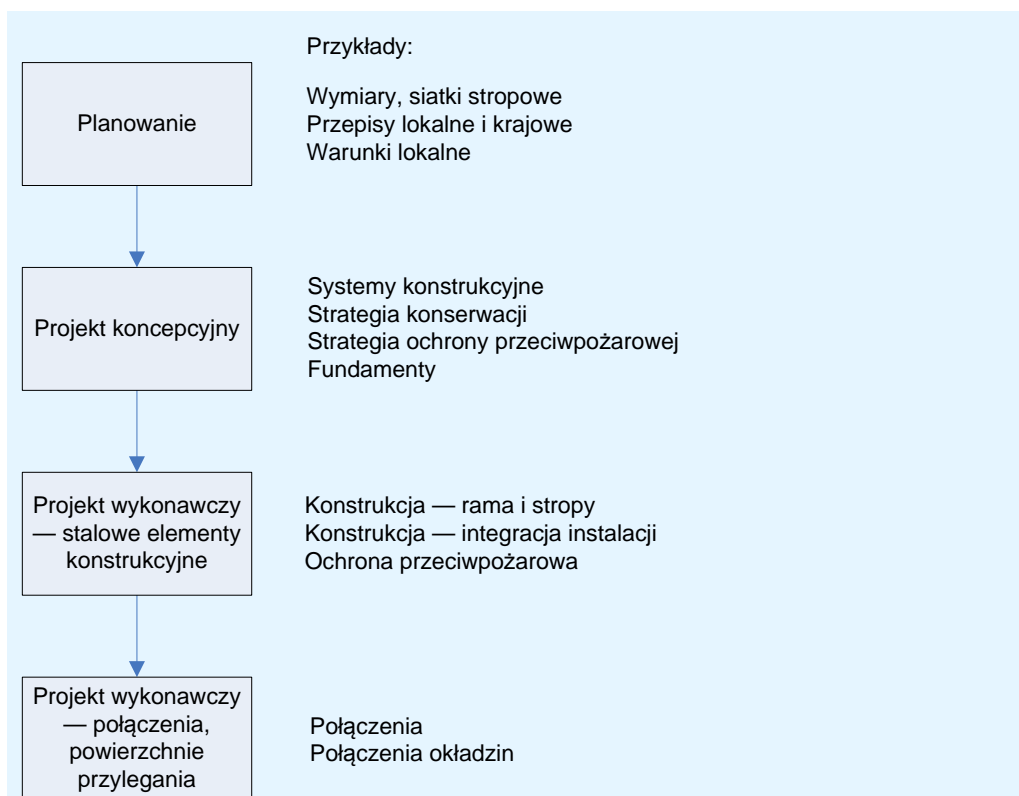 Przykłady:
Planowanie
Wymiary, siatki stropowe
Przepisy lokalne i krajowe
Warunki lokalne
Projekt koncepcyjny
Systemy konstrukcyjne
Strategia konserwacji
Strategia ochrony przeciwpożarowej
Fundamenty
Projekt wykonawczy
— stalowe elementy
konstrukcyjne
Konstrukcja — rama i stropy
Konstrukcja — integracja instalacji
Ochrona przeciwpożarowa
Projekt wykonawczy
— połączenia,
powierzchnie
przylegania
Połączenia
Połączenia okładzin